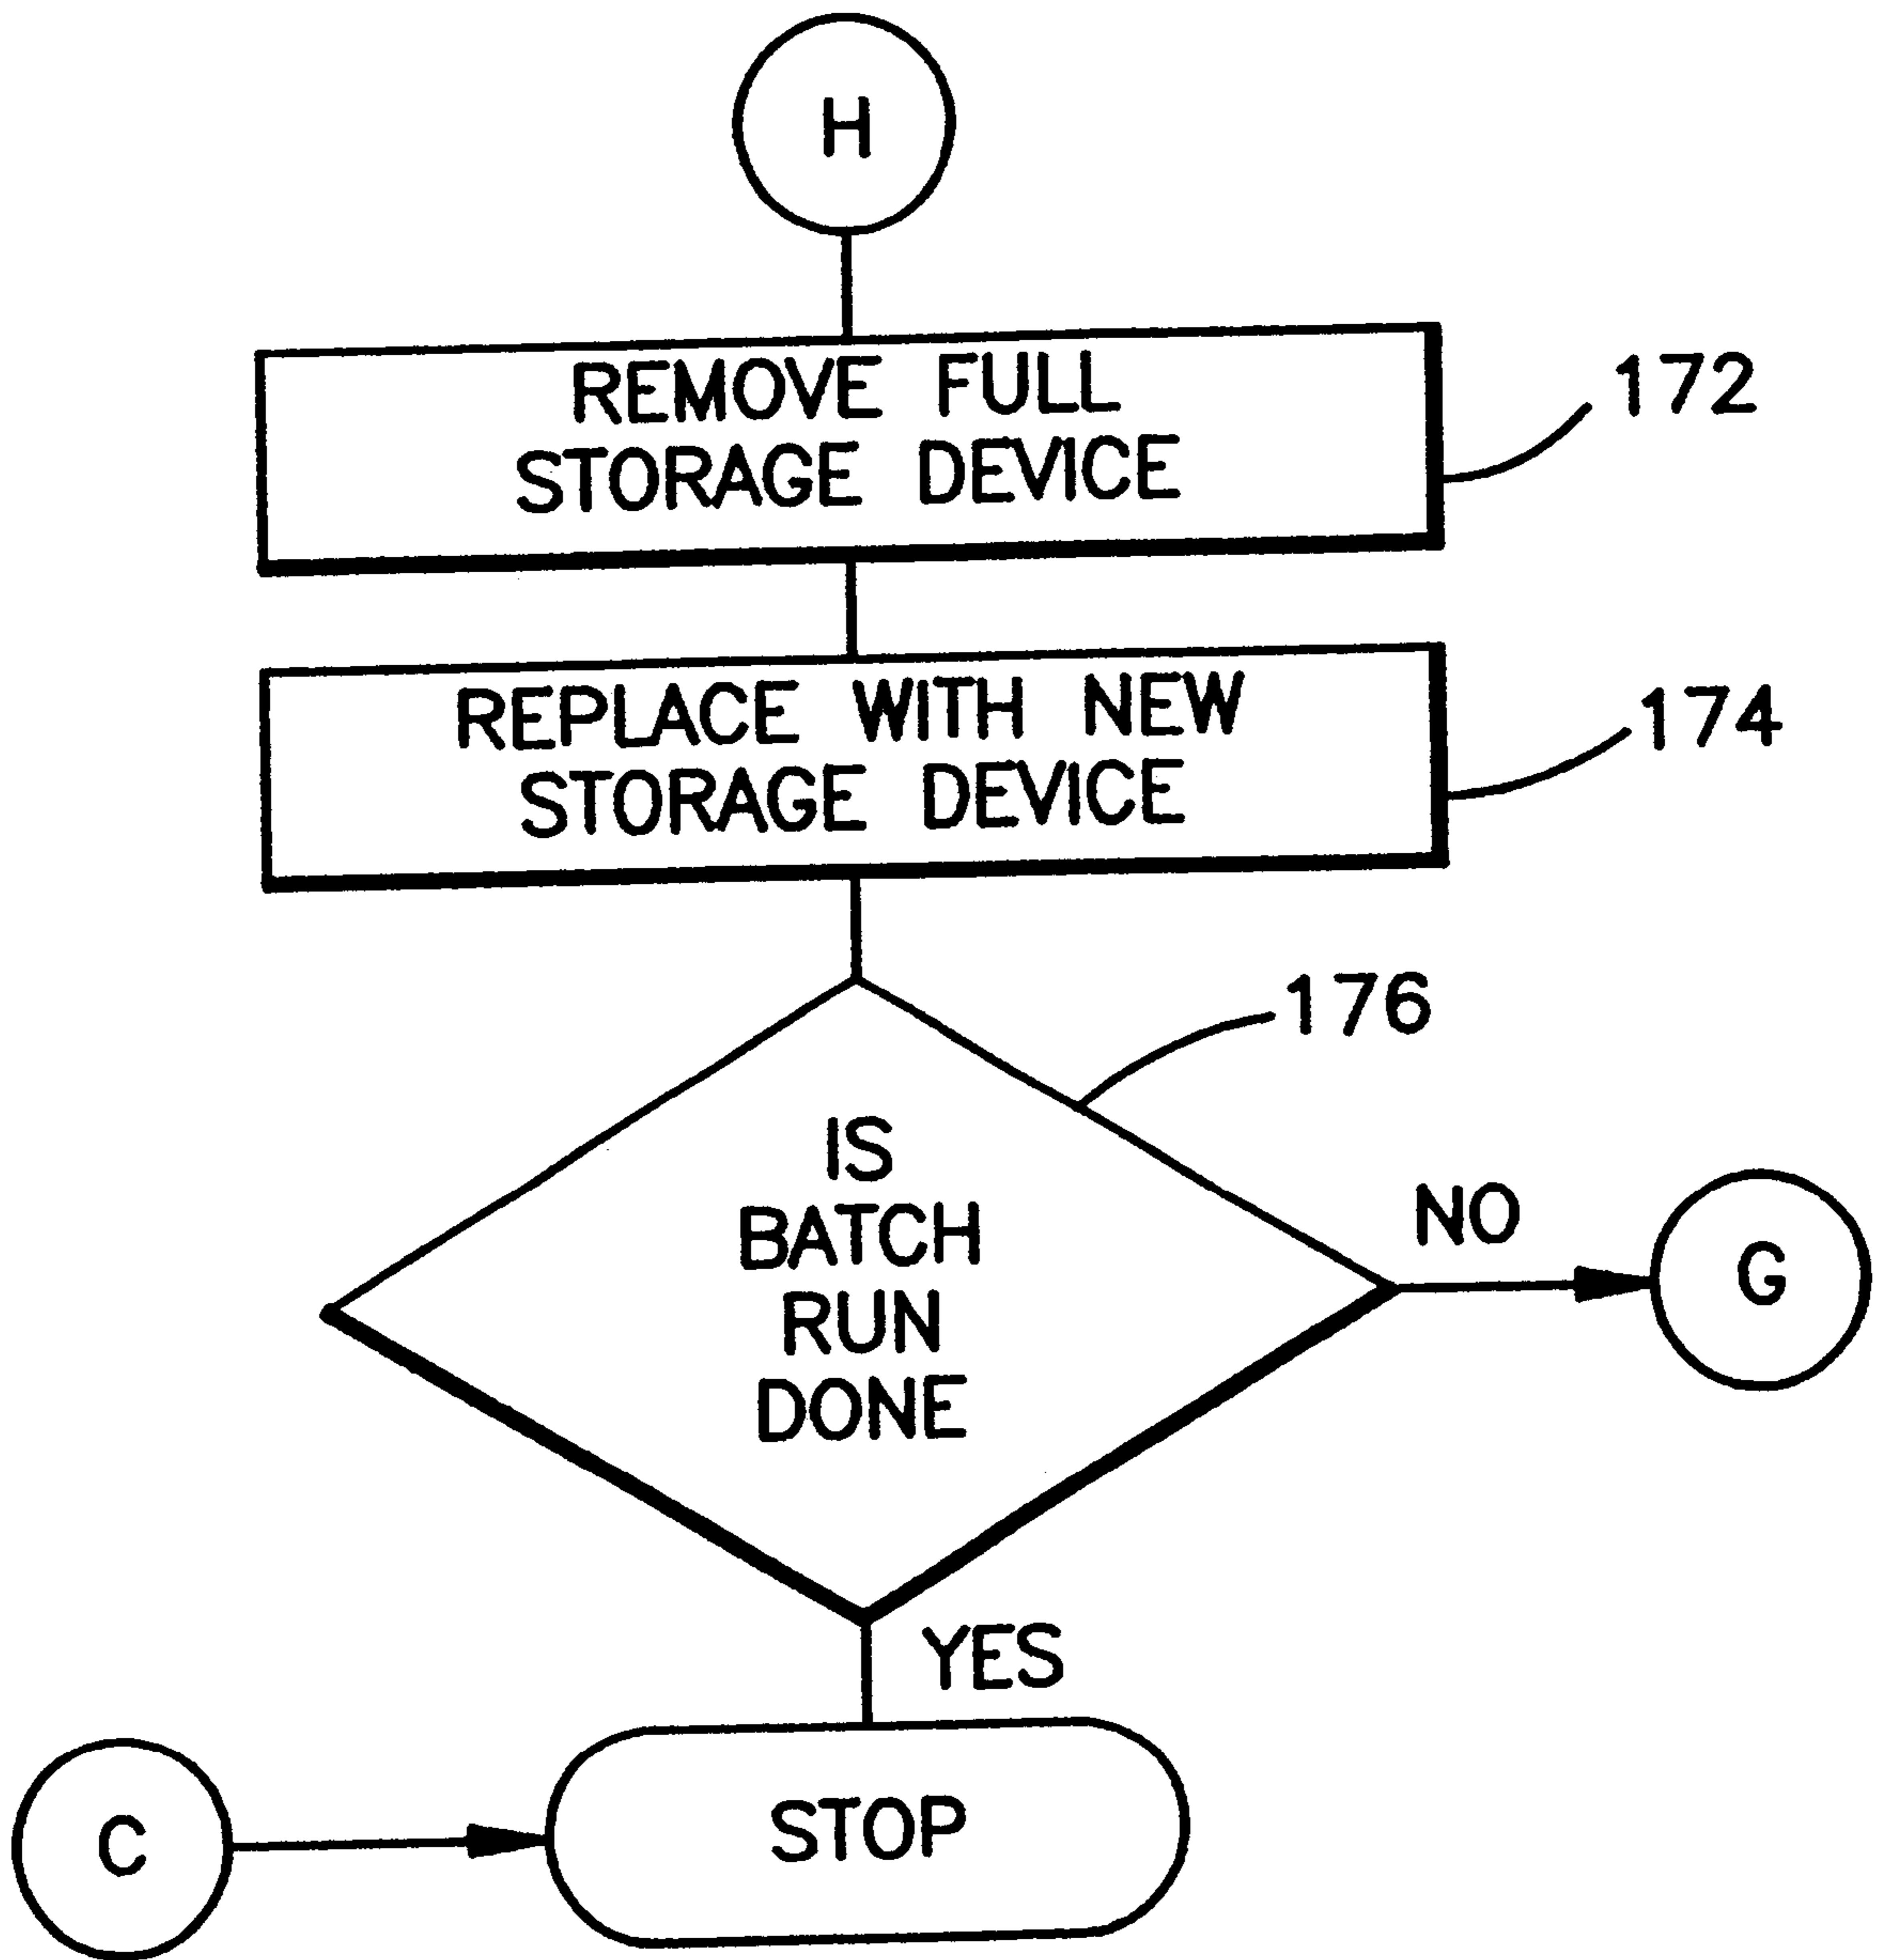 H
REMOVE FULL
STORAGE DEVICE
172
REPLACE WITH NEW
STORAGE DEVICE
174
176
IS
BATCH
RUN
DONE
NO
G
YES
C
STOP